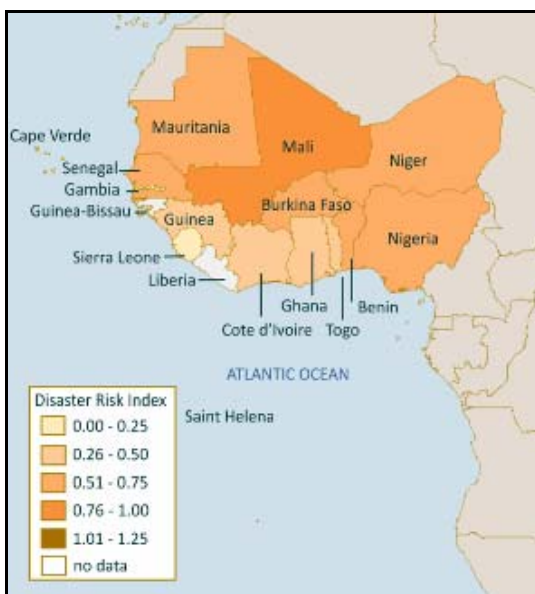 Cape Verde
Mauritania
Mali
Niger
Senegal
Gambia
Guinea-Bissau
Guinea
Burkina Faso
Nigeria
Sierra Leone
Liberia
Ghana
Benin
Cote d'Ivoire
Togo
ATLANTIC OCEAN
Saint Helena
Disaster Risk Index
0.00 - 0.25
0.26 - 0.50
0.51 - 0.75
0.76 - 1.00
1.01 - 1.25
no data